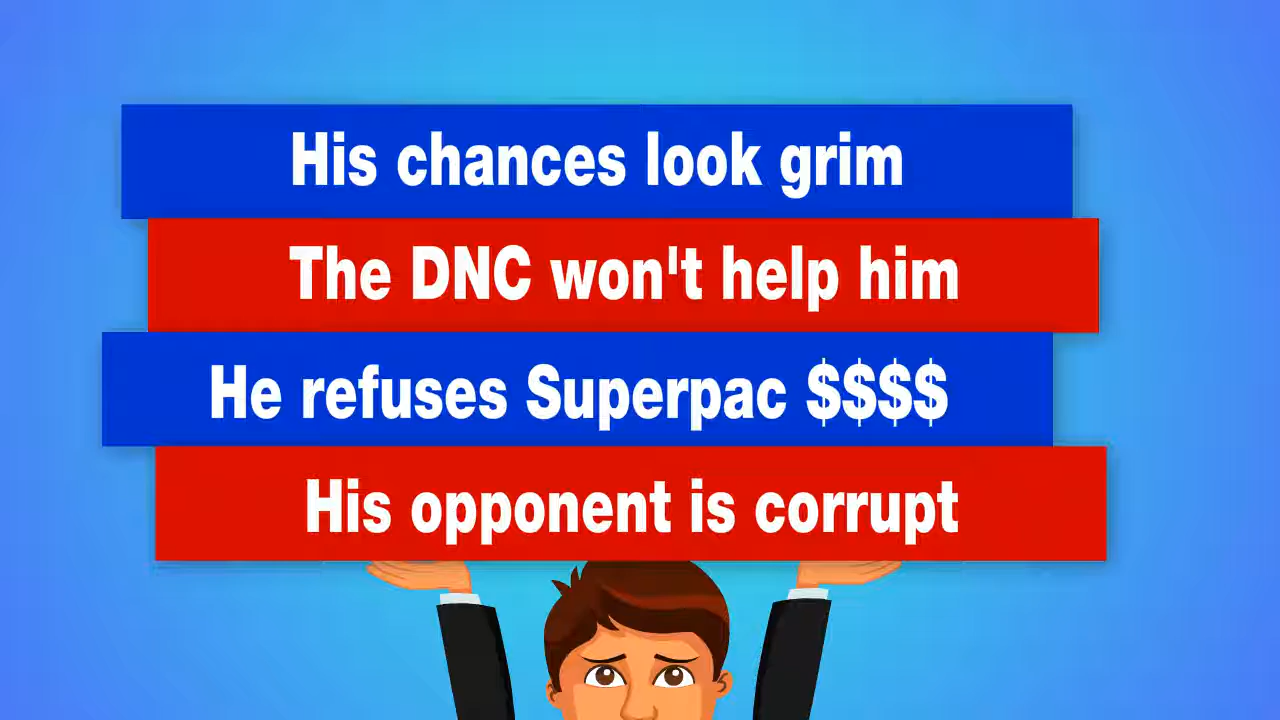 His chances look grim
The DNC won't help him
He refuses Superpac $$$$
His opponent is corrupt